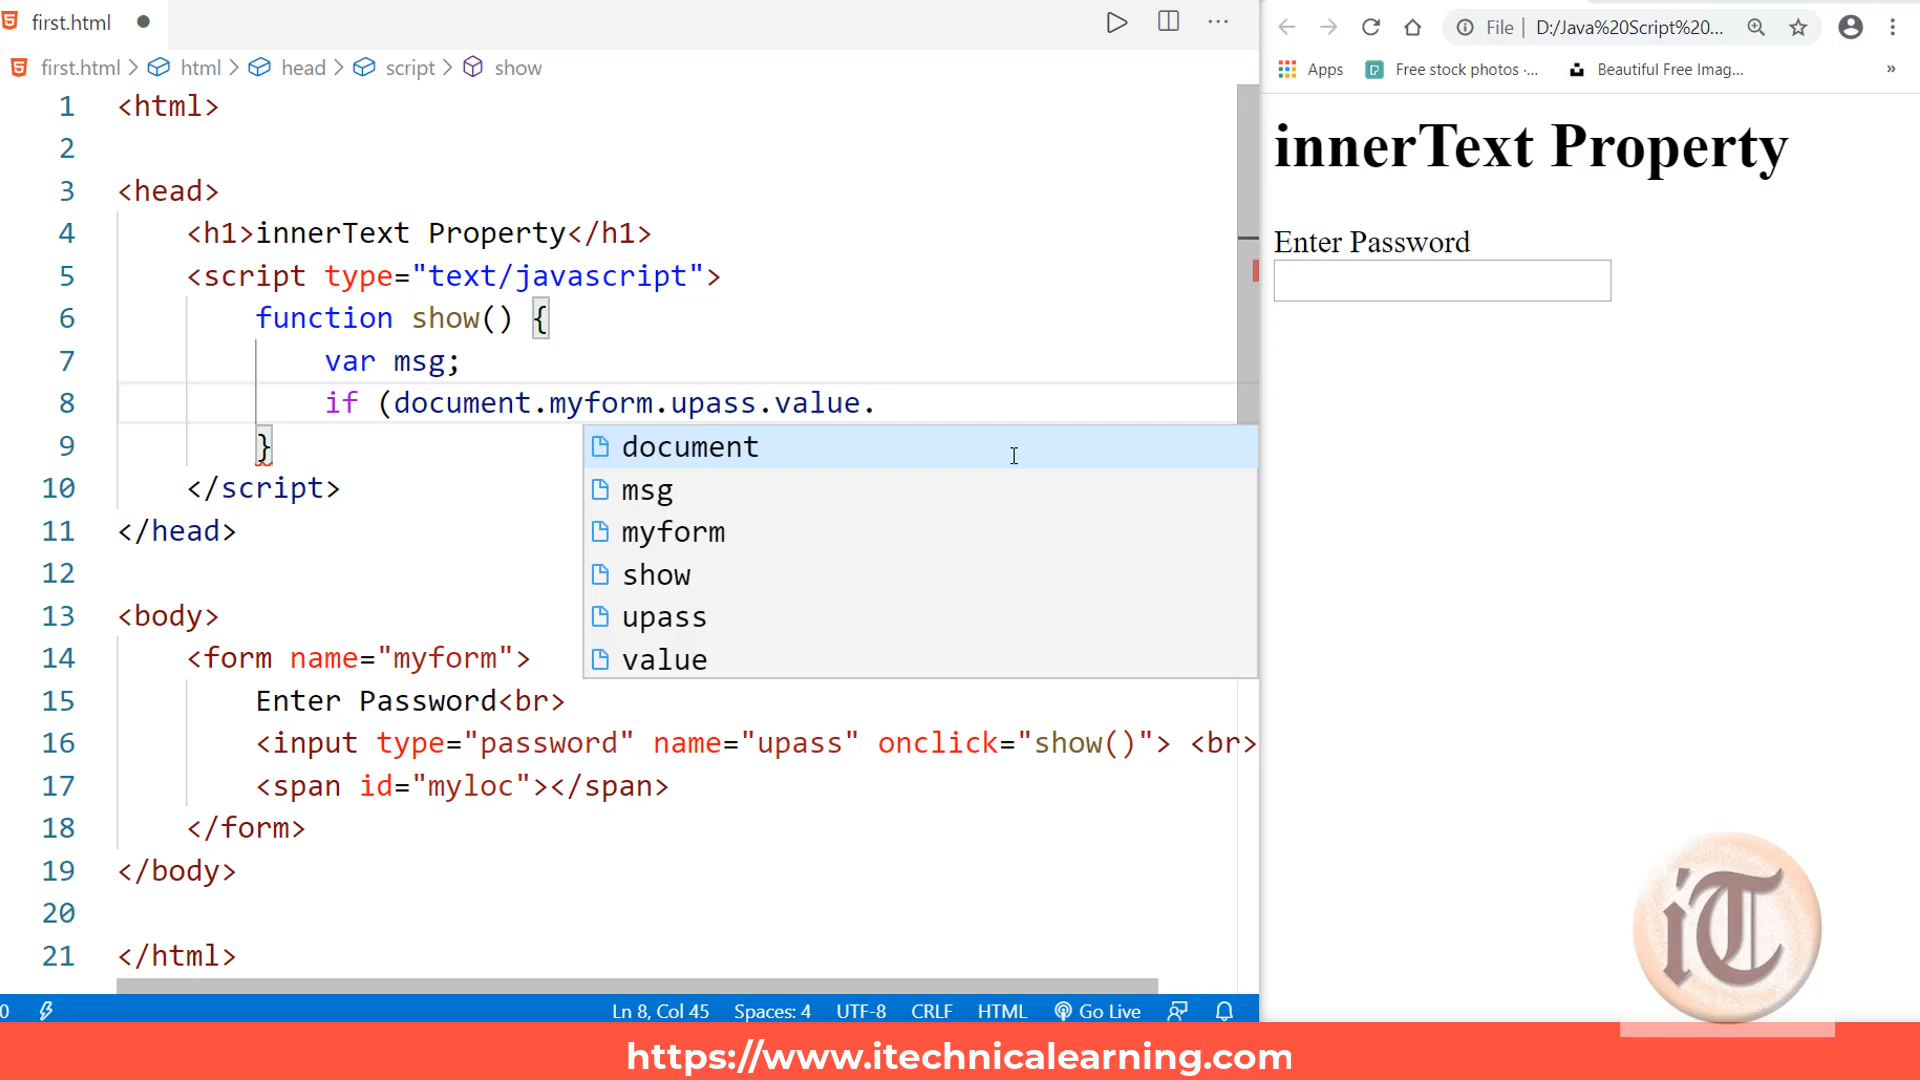 first.html
first.html > html > head > script > show
1 <html>
2
3 <head>
4 <h1>innerText Property</h1>
5 <script type="text/javascript">
6 function show() {
7 var msg;
8 if (document.myform.upass.value.
9 }
10 </script>
11 </head>
12
13 <body>
14 <form name="myform">
15 Enter Password<br>
16 <input type="password" name="upass" onclick="show()"> <br>
17 <span id="myloc"></span>
18 </form>
19 </body>
20
21 </html>
document
msg
myform
show
upass
value
0
Ln 8, Col 45
Spaces: 4
UTF-8
CRLF
HTML
Go Live
File | D:/Java%20Script%20...
Apps
Free stock photos ·...
Beautiful Free Imag...
»
innerText Property
Enter Password
iT
https://www.itechnicalearning.com